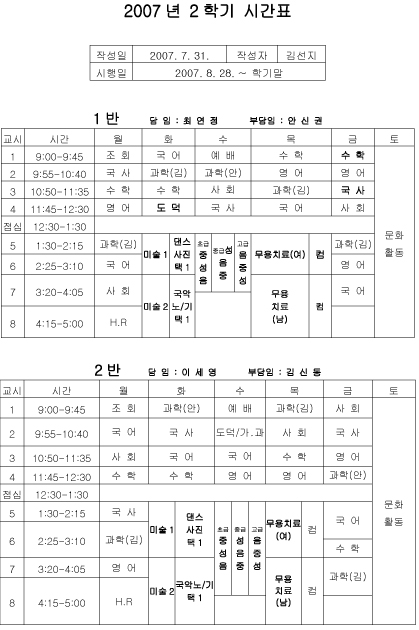 2007 년 2 학기 시간표
작성일 2007. 7. 31. 작성자 김선지
시행일 2007. 8. 28. ~ 학기말
1 반 담 임 : 최 연 정 부담임 : 안 신 권
교시 시간 월 화 수 목 금 토
1 9:00-9:45 조 회 국 어 예 배 수 학 수 학
2 9:55-10:40 국 사 과학(김) 과학(안) 영 어 영 어
3 10:50-11:35 수 학 수 학 사 회 과학(김) 국 사
4 11:45-12:30 영 어 도 덕 국 사 국 어 사 회
점심 12:30-1:30
문화
활동
5 1:30-2:15 과학(김) 미술 1 댄스
사진
택 1 초급
중
성
음 중급성
음
중 고급
음
중
성 무용치료(여) 컴 과학(김)
6 2:25-3:10 국 어 영 어
7 3:20-4:05 사 회 미술 2 국악
노/기
택 1 무용
치료
(남) 컴 국 어
8 4:15-5:00 H.R
2 반 담 임 : 이 세 영 부담임 : 김 신 동
교시 시간 월 화 수 목 금 토
1 9:00-9:45 조 회 과학(안) 예 배 과학(김) 사 회
2 9:55-10:40 국 어 국 사 도덕/가.과 사 회 국 사
3 10:50-11:35 사 회 국 어 국 어 수 학 영 어
4 11:45-12:30 수 학 수 학 영 어 영 어 과학(안)
점심 12:30-1:30
문화
활동
5 1:30-2:15 국 사 미술 1 댄스
사진
택 1 초급
중
성
음 중급
성
음
중 고급
음
중
성 무용치료
(여) 컴 국 어
6 2:25-3:10 과학(김) 수 학
7 3:20-4:05 영 어 미술 2 국악노/기
택 1 무용
치료
(남) 컴 과학(김)
8 4:15-5:00 H.R